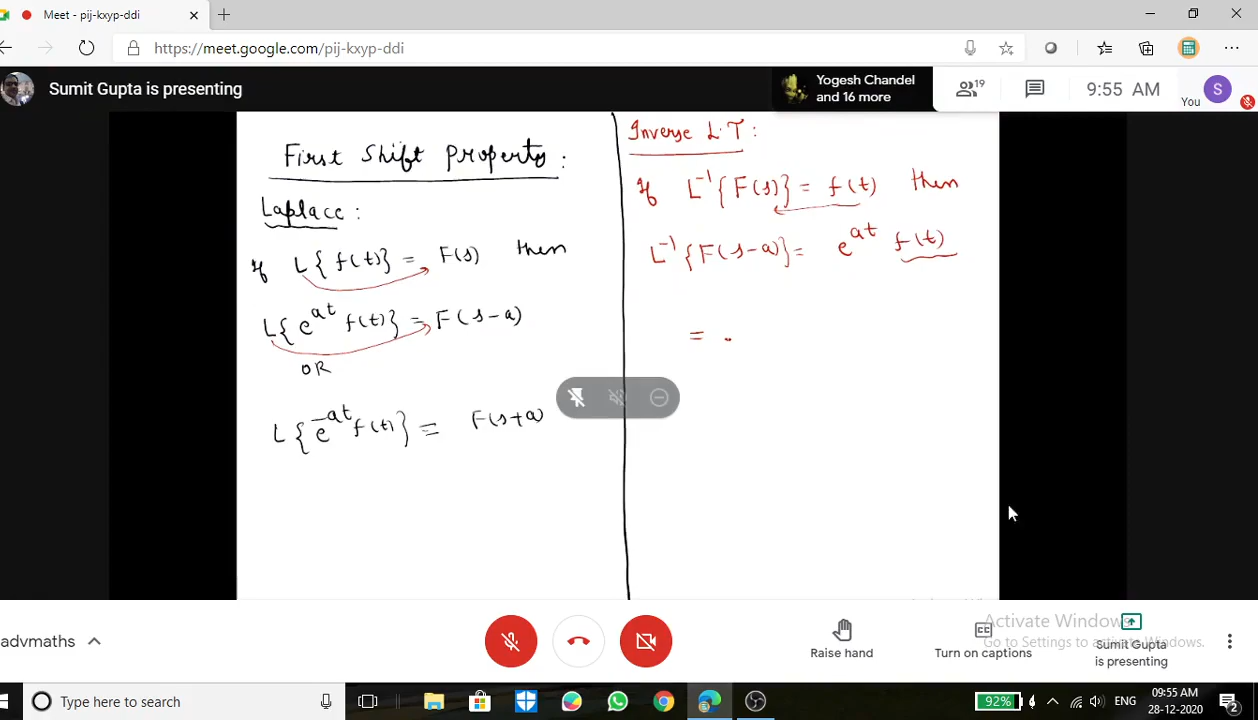 Meet - pij-kxyp-ddi
https://meet.google.com/pij-kxyp-ddi
Sumit Gupta is presenting
Yogesh Chandel
and 16 more
19
9:55 AM
You
S
First Shift Property:
Laplace:
If L{f(t)} = F(s) then
L{e^{at} f(t)} = F(s-a)
OR
L{e^{-at} f(t)} = F(s+a)
Inverse L.T:
If L^{-1}{F(s)} = f(t) then
L^{-1}{F(s-a)} = e^{at} f(t)
= .
advmaths
Raise hand
Turn on captions
Sumit Gupta
is presenting
Activate Windows
Go to Settings to activate Windows.
Type here to search
92%
ENG
09:55 AM
28-12-2020
2